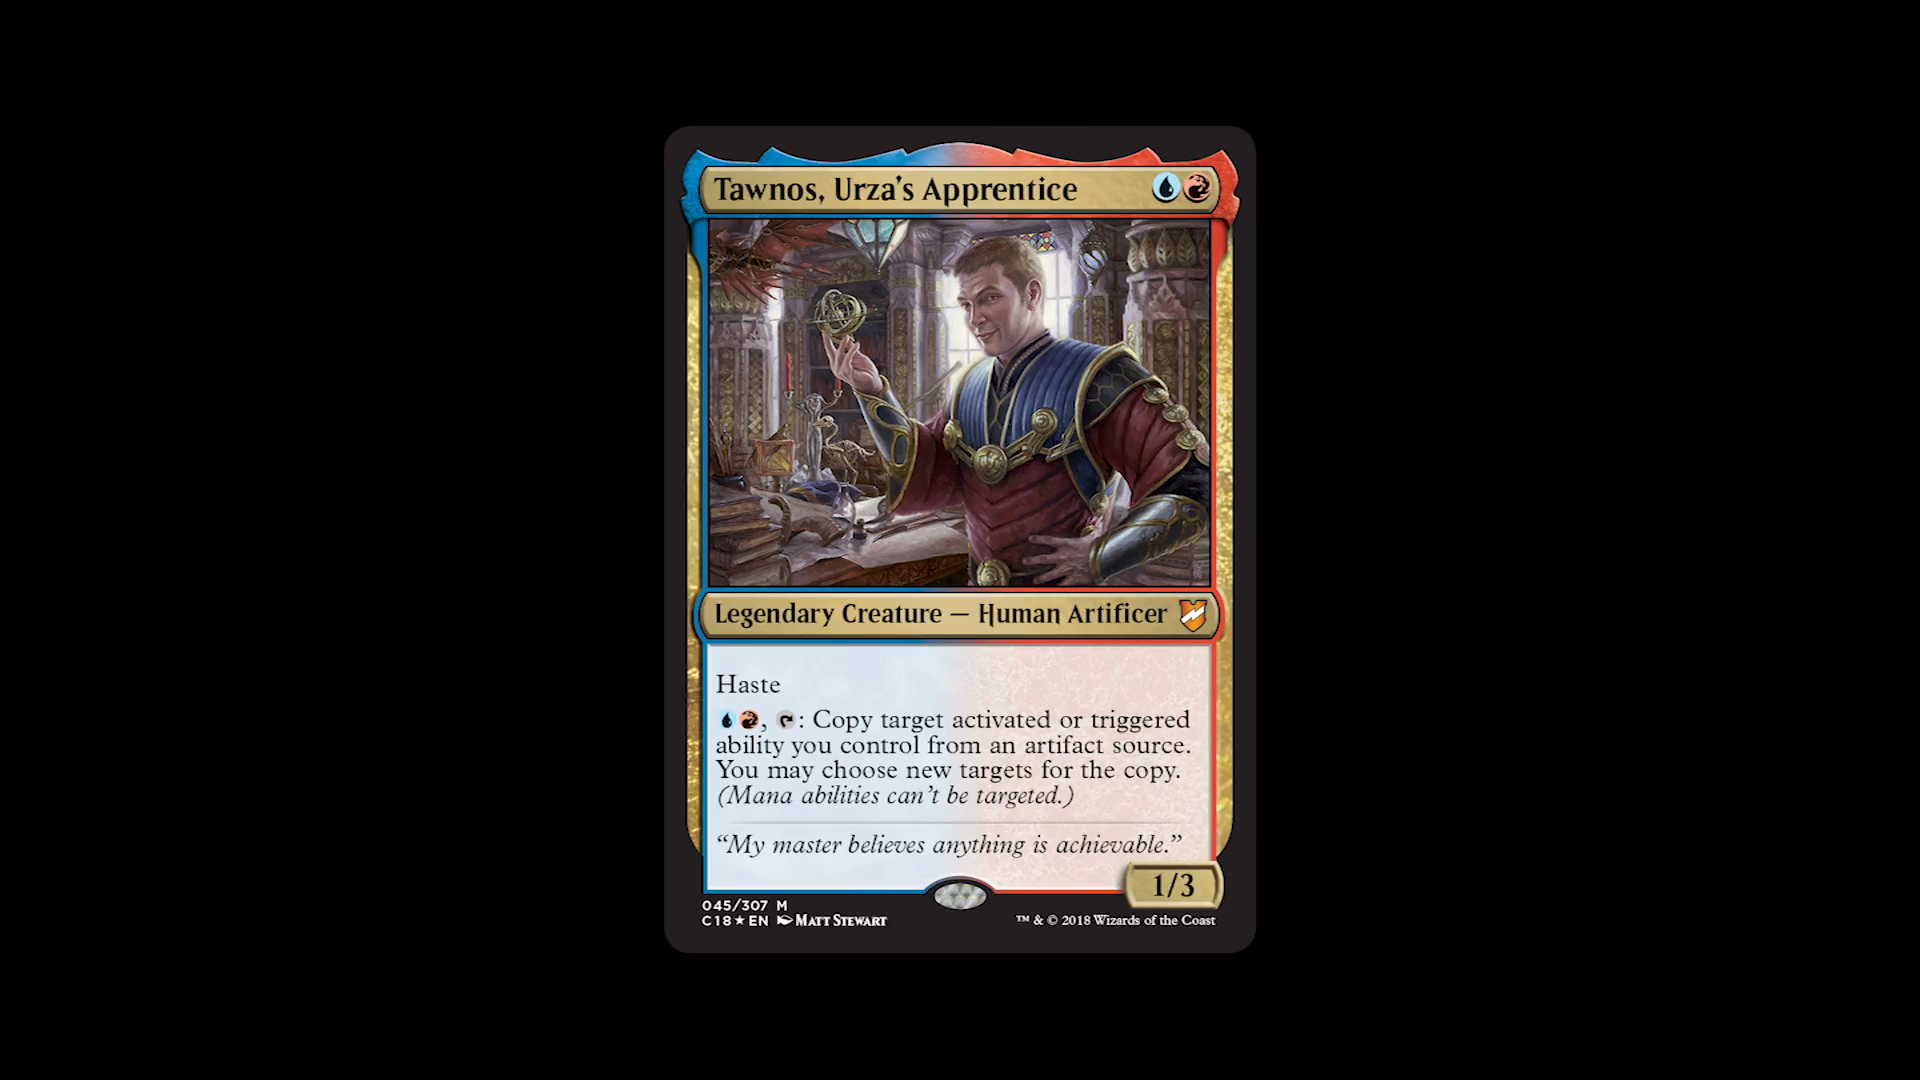 Tawnos, Urza's Apprentice
Legendary Creature — Human Artificer
Haste
, : Copy target activated or triggered
ability you control from an artifact source.
You may choose new targets for the copy.
(Mana abilities can't be targeted.)
“My master believes anything is achievable.”
1/3
045/307 M
C18★EN Matt Stewart
™ & © 2018 Wizards of the Coast